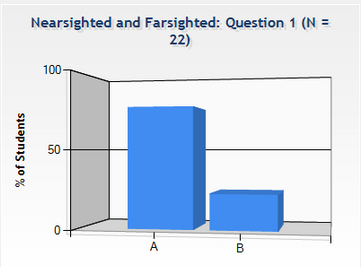 Nearsighted and Farsighted: Question 1 (N =
22)
% of Students
100
50
0
A
B